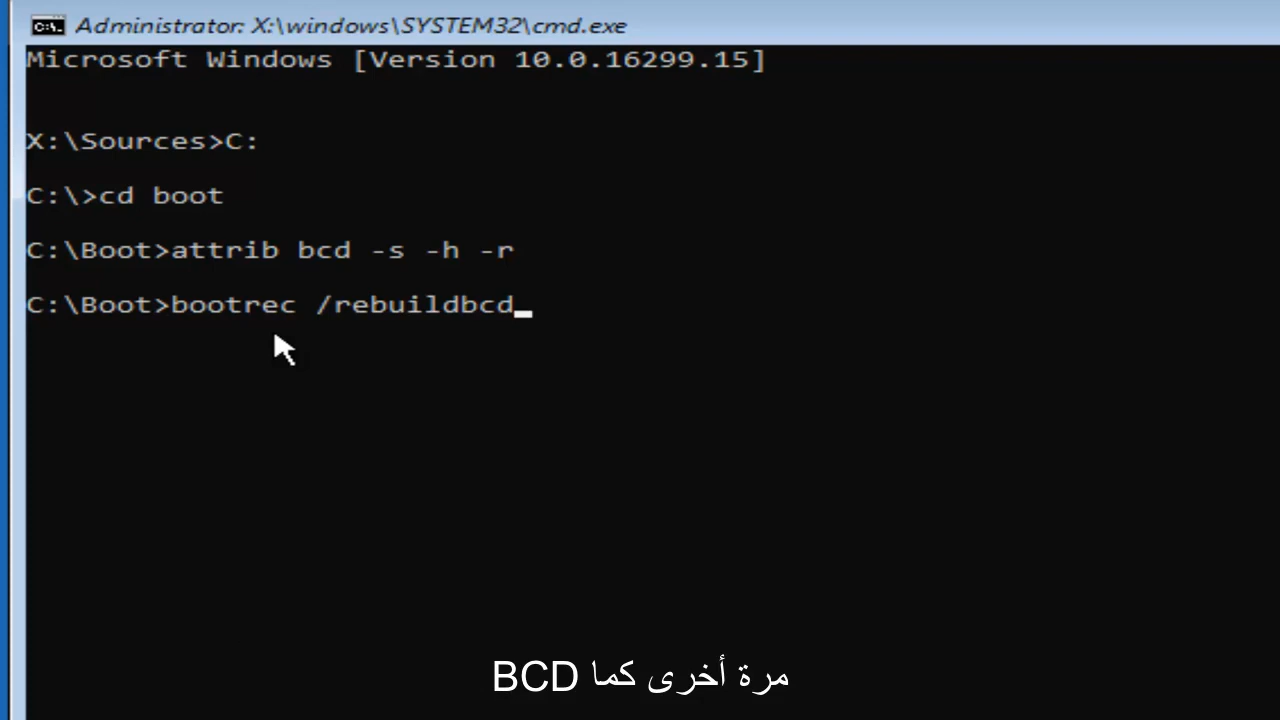 Administrator: X:\windows\SYSTEM32\cmd.exe
Microsoft Windows [Version 10.0.16299.15]
X:\Sources>C:
C:\>cd boot
C:\Boot>attrib bcd -s -h -r
C:\Boot>bootrec /rebuildbcd
مرة أخرى كما BCD